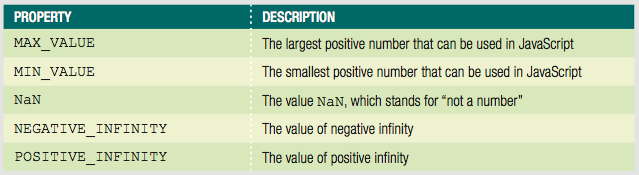 PROPERTY DESCRIPTION
MAX_VALUE The largest positive number that can be used in JavaScript
MIN_VALUE The smallest positive number that can be used in JavaScript
NaN The value NaN, which stands for “not a number”
NEGATIVE_INFINITY The value of negative infinity
POSITIVE_INFINITY The value of positive infinity